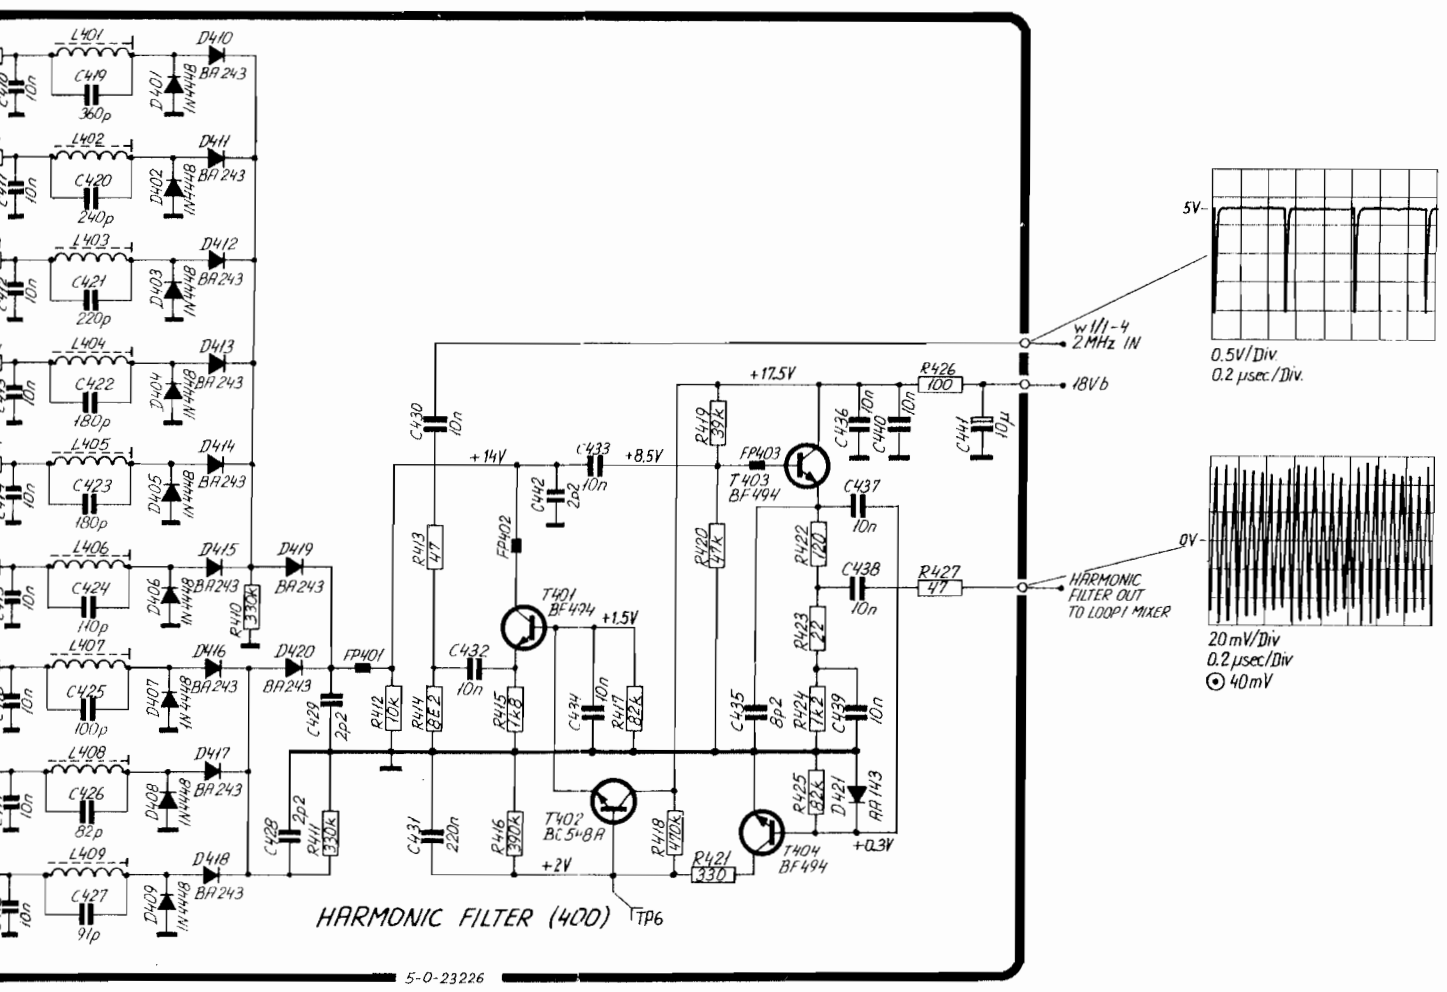 L401
D410
C419
360p
D401
1N4448
BA243
10n
L402
D411
C420
240p
D402
1N4448
BA243
10n
L403
D412
C421
220p
D403
1N4448
BA243
10n
L404
D413
C422
180p
D404
1N4448
BA243
10n
L405
D414
C423
180p
D405
1N4448
BA243
10n
L406
D415
D419
C424
110p
D406
1N4448
BA243
BA243
10n
R410
330k
L407
D416
D420
C425
100p
D407
1N4448
BA243
BA243
10n
L408
D417
C426
82p
D408
1N4448
BA243
10n
L409
D418
C427
91p
D409
1N4448
BA243
10n
FP401
C429
2p2
R412
10k
R414
8E2
C428
2p2
R411
330k
C430
10n
R413
47
+14V
C433
10n
+8,5V
C442
2p2
FP402
T401
BF494
+1,5V
C432
10n
R415
1k8
C434
10n
R417
82k
C431
220n
R416
390k
T402
+2V
R418
470k
TP6
R421
330
+17,5V
R419
39k
R420
47k
FP403
T403
BF494
C436
10n
C440
10n
R426
100
C441
10µ
C437
10n
R422
120
C438
10n
R427
47
R423
22
C435
8p2
R424
1k2
C439
10n
R425
82k
D421
AA143
T404
BF494
+0,3V
w1/1-4
2MHz IN
18Vb
HARMONIC
FILTER OUT
TO LOOP1 MIXER
5V
0.5V/Div.
0.2 µsec/Div.
0V
20mV/Div
0.2 µsec/Div
40mV
HARMONIC FILTER (400)
5-0-23226